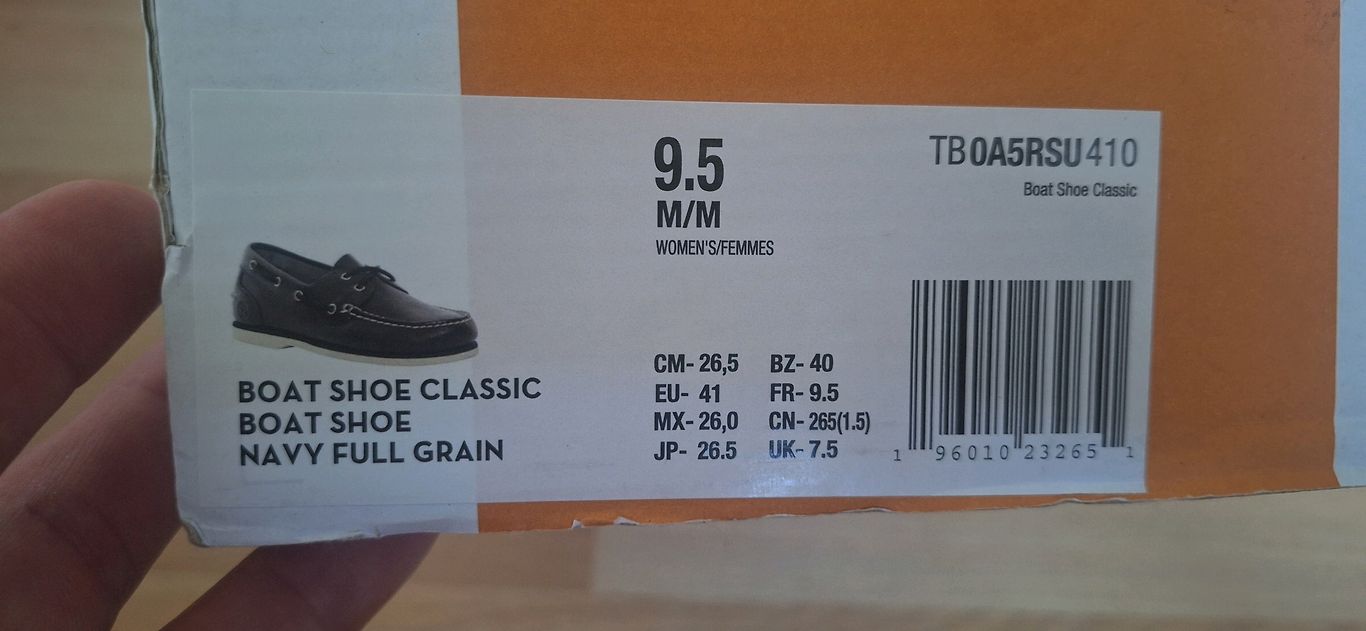 9.5
M/M
WOMEN'S/FEMMES
TB0A5RSU410
Boat Shoe Classic
BOAT SHOE CLASSIC
BOAT SHOE
NAVY FULL GRAIN
CM- 26,5 BZ- 40
EU- 41 FR- 9.5
MX- 26,0 CN- 265(1.5)
JP- 26.5 UK- 7.5
1 96010 23265 1